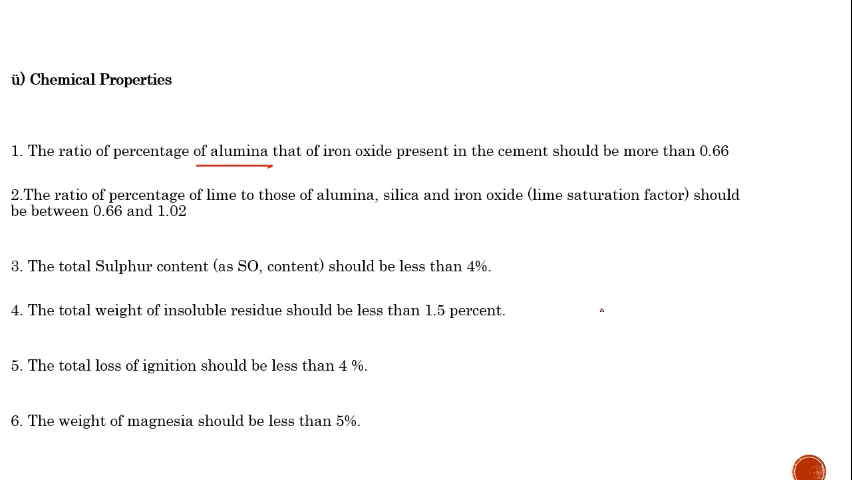 ü) Chemical Properties
1. The ratio of percentage of alumina that of iron oxide present in the cement should be more than 0.66
2.The ratio of percentage of lime to those of alumina, silica and iron oxide (lime saturation factor) should
be between 0.66 and 1.02
3. The total Sulphur content (as SO, content) should be less than 4%.
4. The total weight of insoluble residue should be less than 1.5 percent.
5. The total loss of ignition should be less than 4 %.
6. The weight of magnesia should be less than 5%.